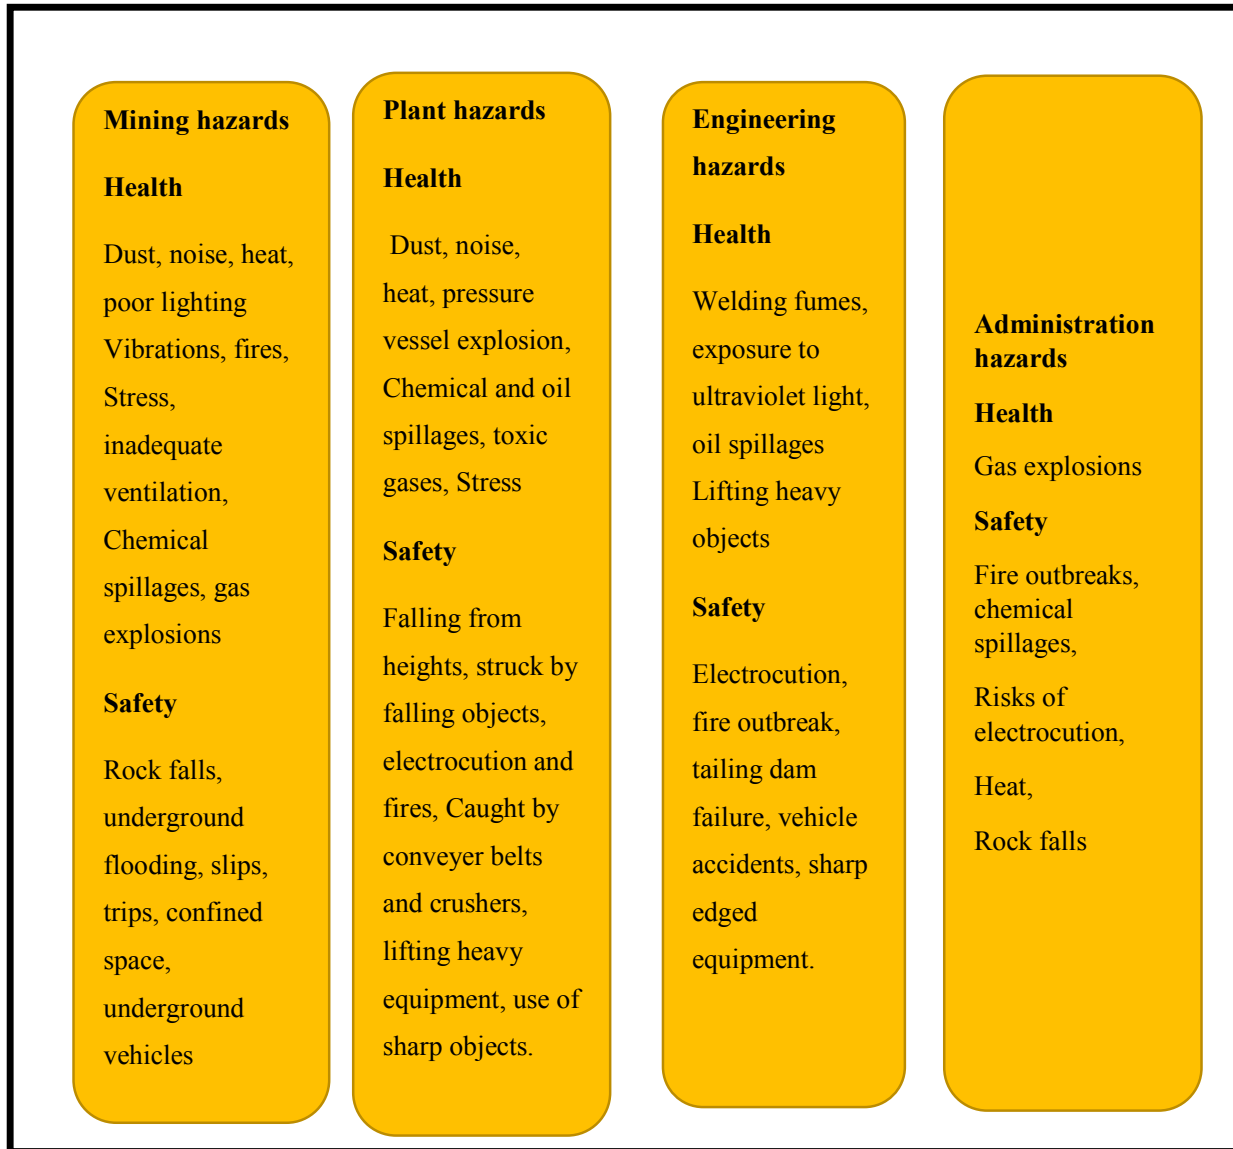 Mining hazards
Health
Dust, noise, heat,
poor lighting
Vibrations, fires,
Stress,
inadequate
ventilation,
Chemical
spillages, gas
explosions
Safety
Rock falls,
underground
flooding, slips,
trips, confined
space,
underground
vehicles
Plant hazards
Health
Dust, noise,
heat, pressure
vessel explosion,
Chemical and oil
spillages, toxic
gases, Stress
Safety
Falling from
heights, struck by
falling objects,
electrocution and
fires, Caught by
conveyer belts
and crushers,
lifting heavy
equipment, use of
sharp objects.
Engineering
hazards
Health
Welding fumes,
exposure to
ultraviolet light,
oil spillages
Lifting heavy
objects
Safety
Electrocution,
fire outbreak,
tailing dam
failure, vehicle
accidents, sharp
edged
equipment.
Administration
hazards
Health
Gas explosions
Safety
Fire outbreaks,
chemical
spillages,
Risks of
electrocution,
Heat,
Rock falls